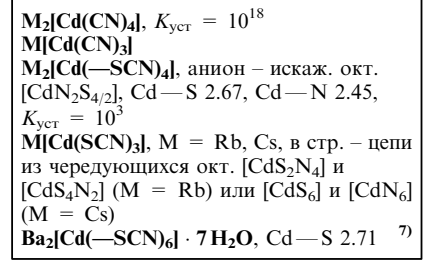 M₂[Cd(CN)₄], Kуст = 10¹⁸
M[Cd(CN)₃]
M₂[Cd(—SCN)₄], анион – искаж. окт.
[CdN₂S₄/₂], Cd—S 2.67, Cd—N 2.45,
Kуст = 10³
M[Cd(SCN)₃], M = Rb, Cs, в стр. – цепи
из чередующихся окт. [CdS₂N₄] и
[CdS₄N₂] (M = Rb) или [CdS₆] и [CdN₆]
(M = Cs)
Ba₂[Cd(—SCN)₆] · 7 H₂O, Cd—S 2.71 ⁷⁾